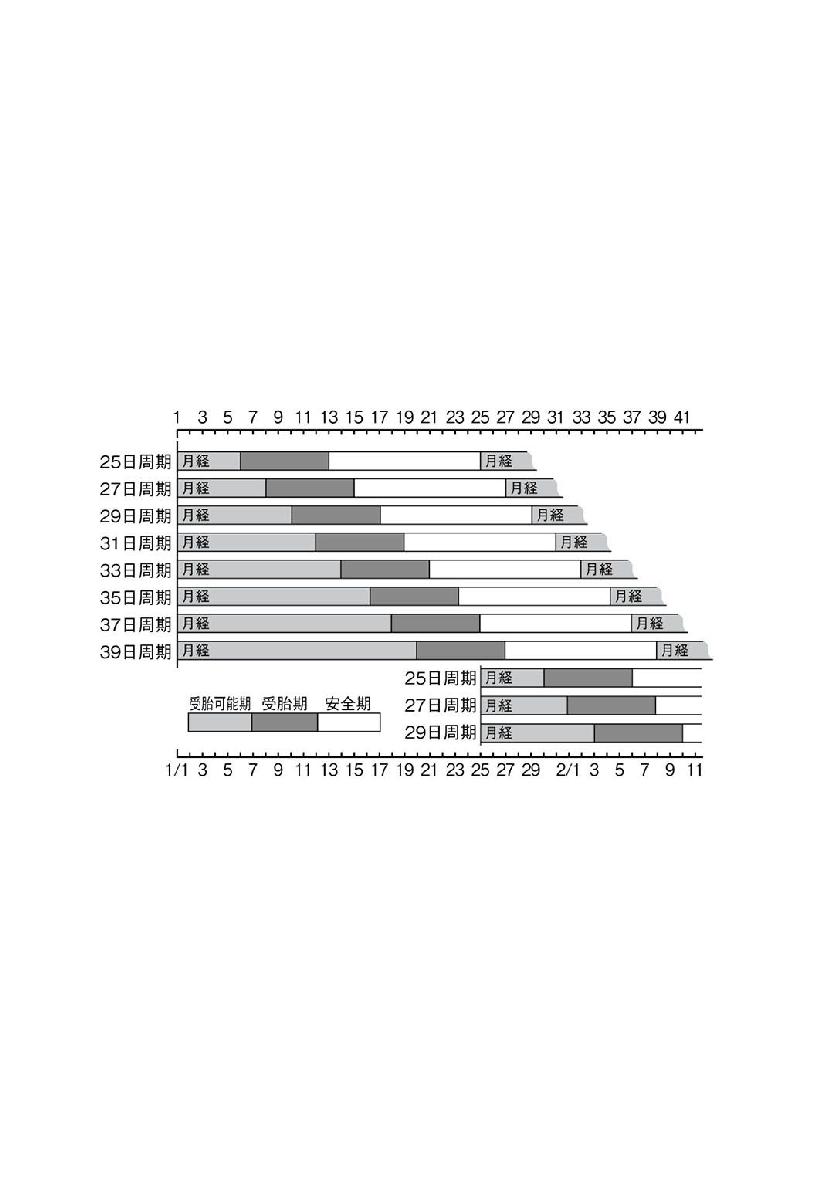 1 3 5 7 9 11 13 15 17 19 21 23 25 27 29 31 33 35 37 39 41
25日周期 月経 月経
27日周期 月経 月経
29日周期 月経 月経
31日周期 月経 月経
33日周期 月経 月経
35日周期 月経 月経
37日周期 月経 月経
39日周期 月経 月経
25日周期 月経
受胎可能期 受胎期 安全期
27日周期 月経
29日周期 月経
1/1 3 5 7 9 11 13 15 17 19 21 23 25 27 29 2/1 3 5 7 9 11